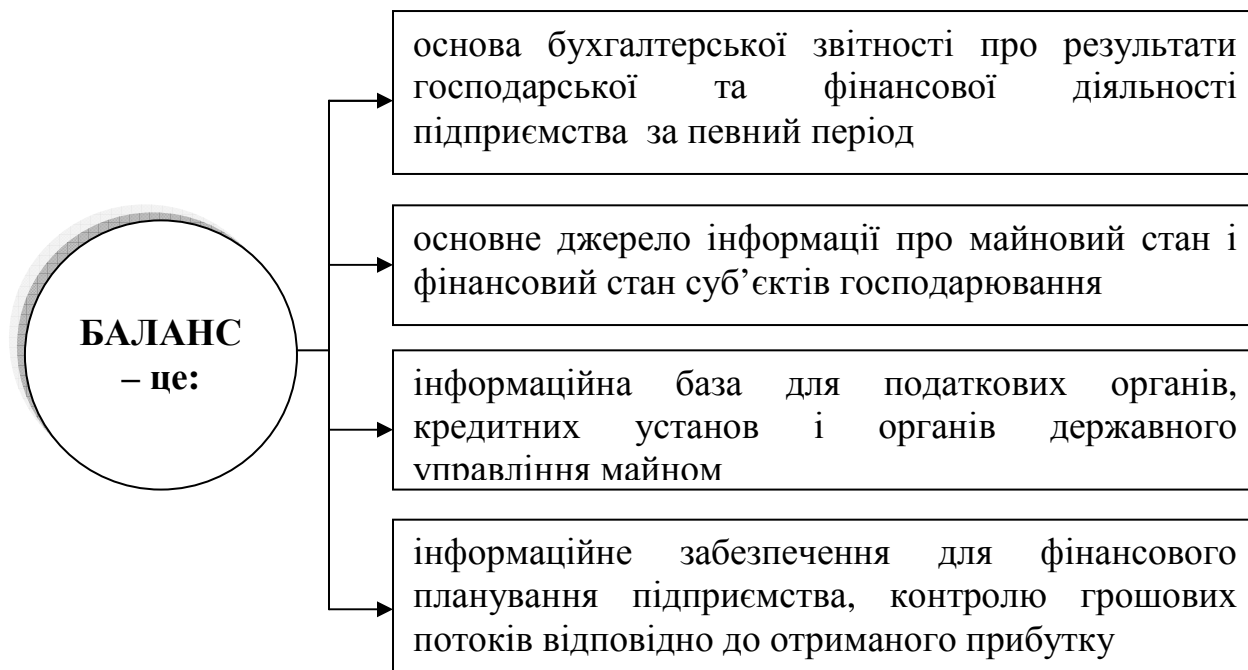 основа бухгалтерської звітності про результати
господарської та фінансової діяльності
підприємства за певний період
основне джерело інформації про майновий стан і
фінансовий стан суб’єктів господарювання
БАЛАНС
– це:
інформаційна база для податкових органів,
кредитних установ і органів державного
управління майном
інформаційне забезпечення для фінансового
планування підприємства, контролю грошових
потоків відповідно до отриманого прибутку